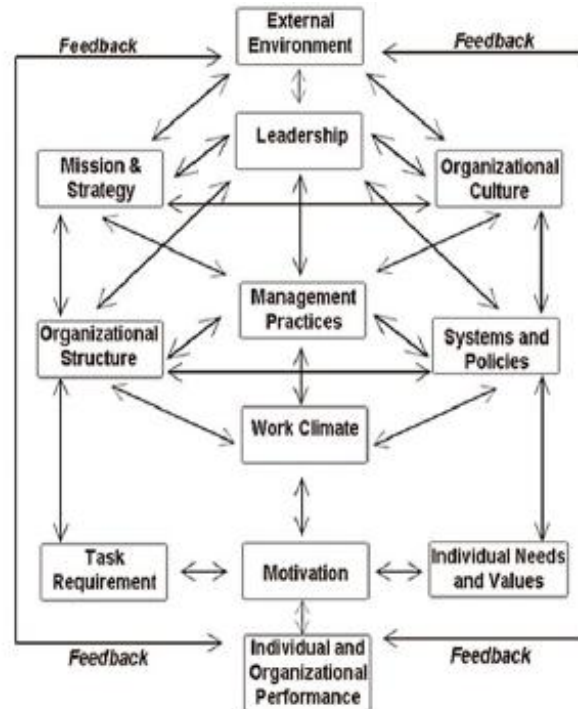 External
Environment
Feedback
Feedback
Leadership
Mission &
Strategy
Organizational
Culture
Management
Practices
Organizational
Structure
Systems and
Policies
Work Climate
Task
Requirement
Motivation
Individual Needs
and Values
Individual and
Organizational
Performance
Feedback
Feedback